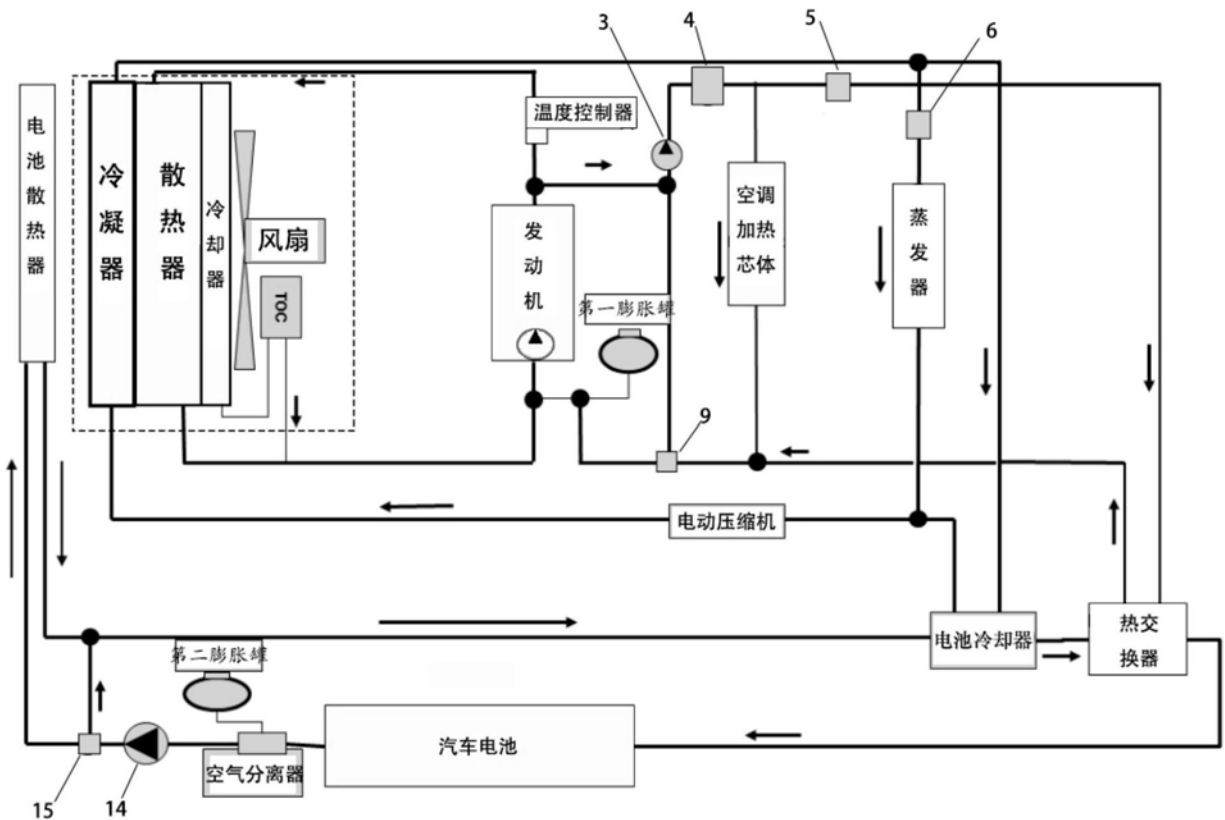 3
4
5
6
温度控制器
电池散热器
冷凝器
散热器
冷却器
风扇
TOC
发动机
第一膨胀罐
空调
加热
芯体
蒸发器
9
电动压缩机
第二膨胀罐
电池冷却器
热交
换器
汽车电池
空气分离器
15
14